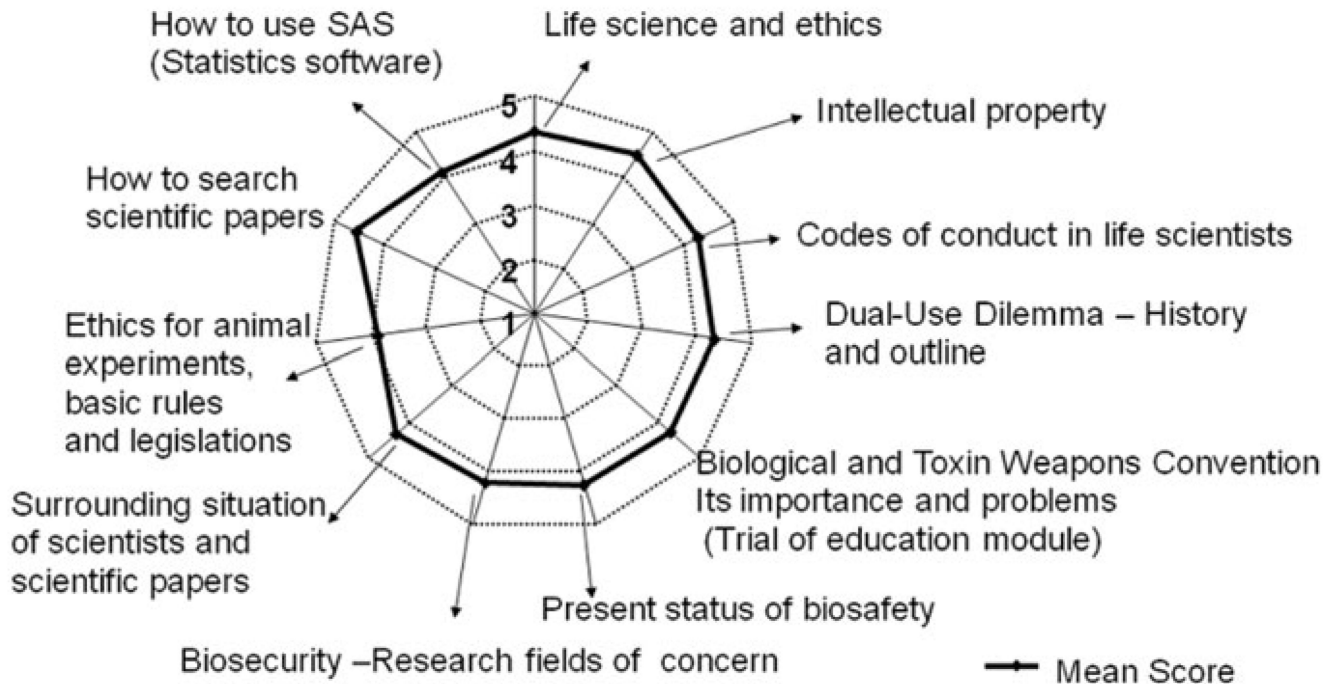 How to use SAS
(Statistics software)
Life science and ethics
Intellectual property
Codes of conduct in life scientists
Dual-Use Dilemma – History
and outline
Biological and Toxin Weapons Convention
Its importance and problems
(Trial of education module)
Present status of biosafety
Biosecurity –Research fields of concern
Surrounding situation
of scientists and
scientific papers
Ethics for animal
experiments,
basic rules
and legislations
How to search
scientific papers
5
4
3
2
1
Mean Score